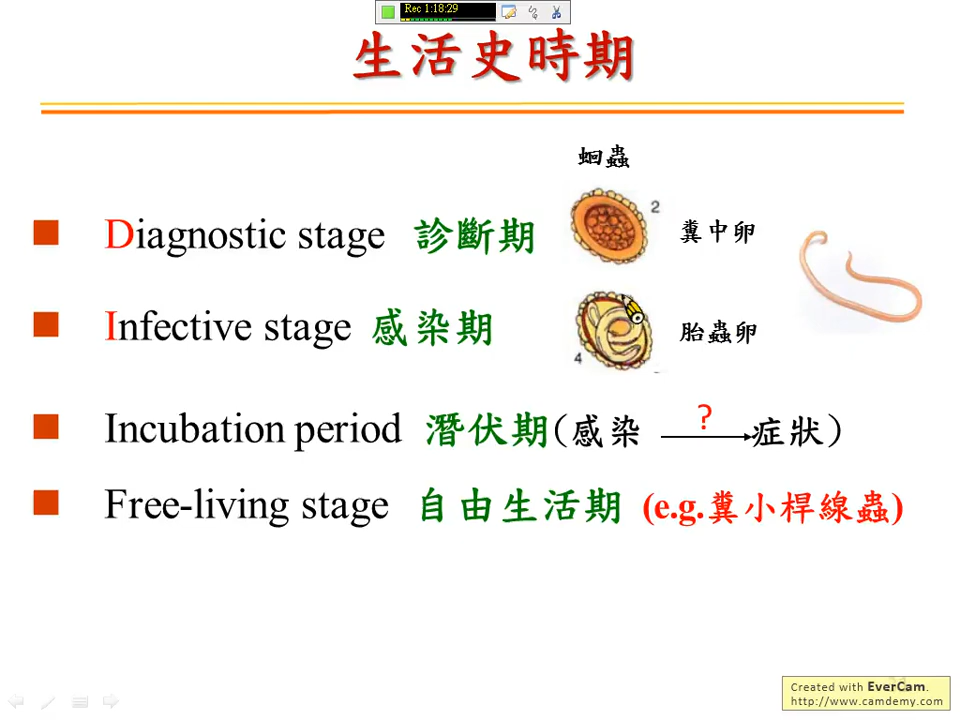 Rec 1:18:29
生活史時期
蛔蟲
Diagnostic stage 診斷期
2
糞中卵
Infective stage 感染期
4
胎蟲卵
Incubation period 潛伏期(感染 ? 症狀)
Free-living stage 自由生活期 (e.g.糞小桿線蟲)
Created with EverCam.
http://www.camdemy.com